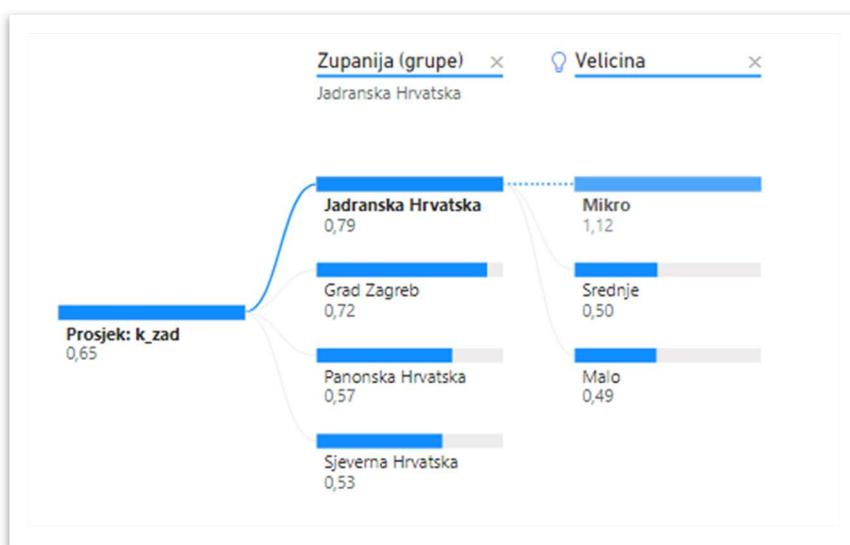 Zupanija (grupe) ×
Velicina ×
Jadranska Hrvatska
Jadranska Hrvatska
0,79
Mikro
1,12
Grad Zagreb
0,72
Srednje
0,50
Prosjek: k_zad
0,65
Panonska Hrvatska
0,57
Malo
0,49
Sjeverna Hrvatska
0,53